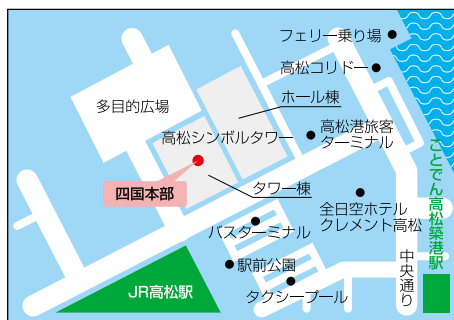 フェリー乗り場
高松コリドー
多目的広場
ホール棟
高松シンボルタワー
高松港旅客
ターミナル
四国本部
タワー棟
全日空ホテル
クレメント高松
ことでん高松築港駅
バスターミナル
中央通り
駅前公園
JR高松駅
タクシープール